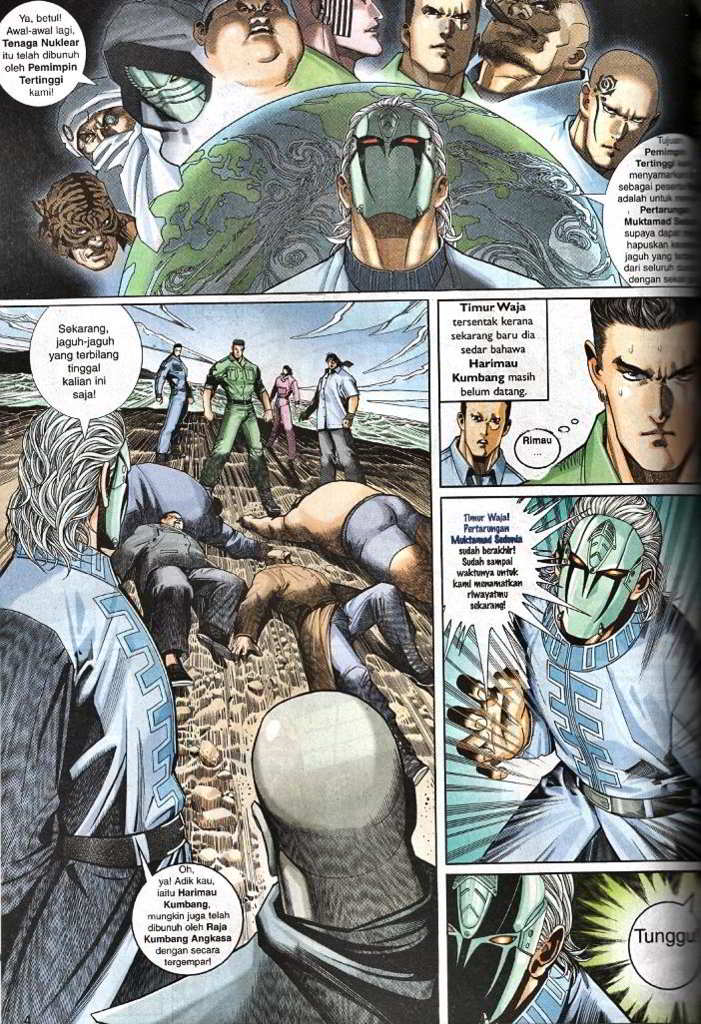 Ya, betul!
Awal-awal lagi,
Tenaga Nuklear
itu telah dibunuh
oleh Pemimpin
Tertinggi
kami!
Pemimpin
Tertinggi
menyamarkan
sebagai
adalah untuk
Pertarungan
Muktamad
supaya dapat
hapuskan
jaguh yang
dari seluruh
dengan
Sekarang,
jaguh-jaguh
yang terbilang
tinggal
kalian ini
saja!
Timur Waja
tersentak kerana
sekarang baru dia
sedar bahawa
Harimau
Kumbang masih
belum datang.
Rimau
...
Timur Waja!
Pertarungan
Muktamad Sedunia
sudah berakhir!
Sudah sampai
waktunya untuk
kami menamatkan
riwayatmu
sekarang!
Oh,
ya! Adik kau,
iaitu Harimau
Kumbang,
mungkin juga telah
dibunuh oleh Raja
Kumbang Angkasa
dengan secara
tergempar!
Tunggu
4